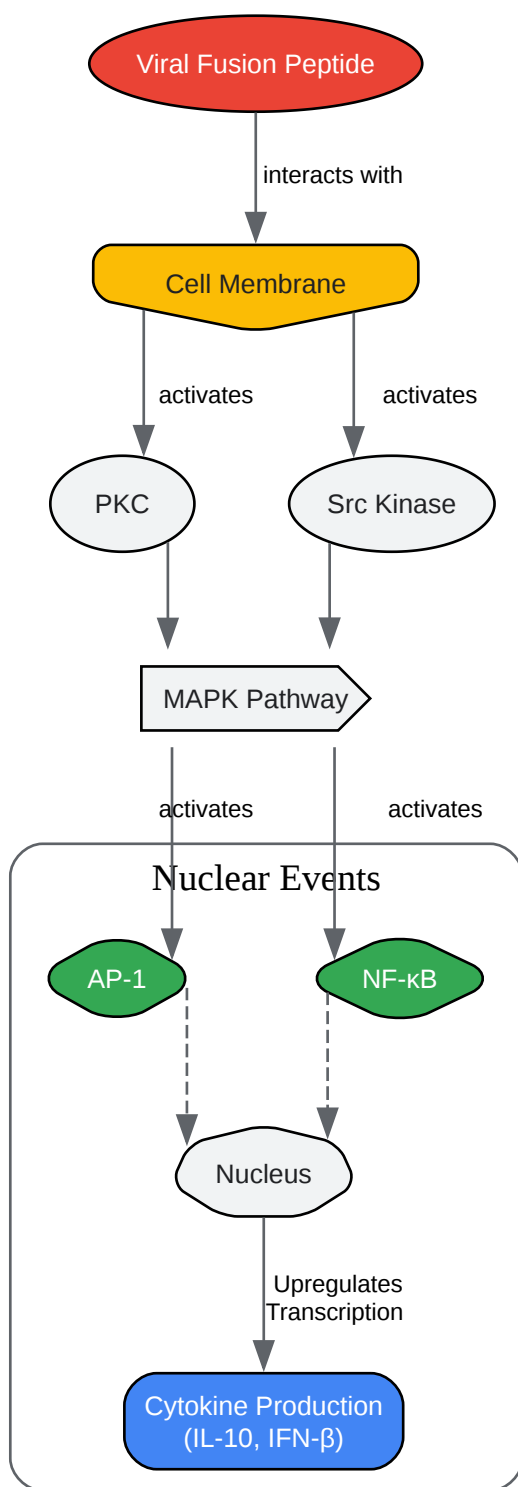 Viral Fusion Peptide
interacts with
Cell Membrane
activates
activates
PKC
Src Kinase
MAPK Pathway
activates
activates
Nuclear Events
AP-1
NF-κB
Nucleus
Upregulates
Transcription
Cytokine Production
(IL-10, IFN-β)